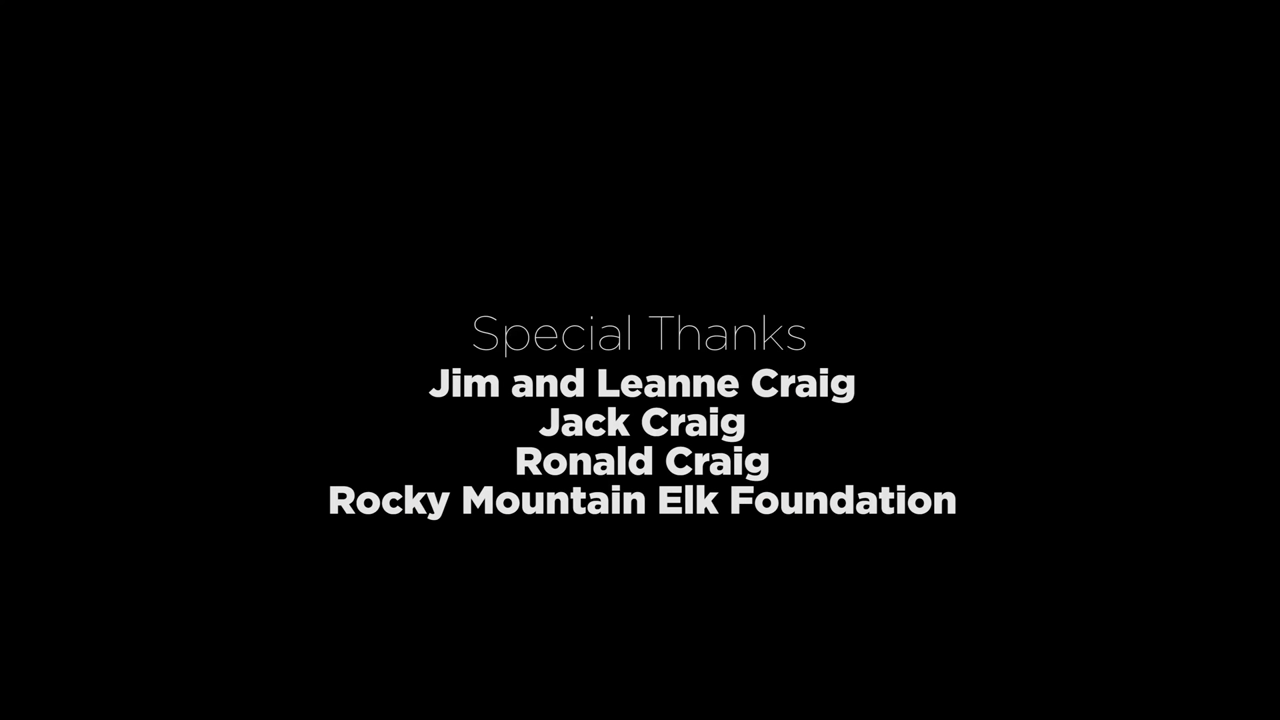 Special Thanks
Jim and Leanne Craig
Jack Craig
Ronald Craig
Rocky Mountain Elk Foundation